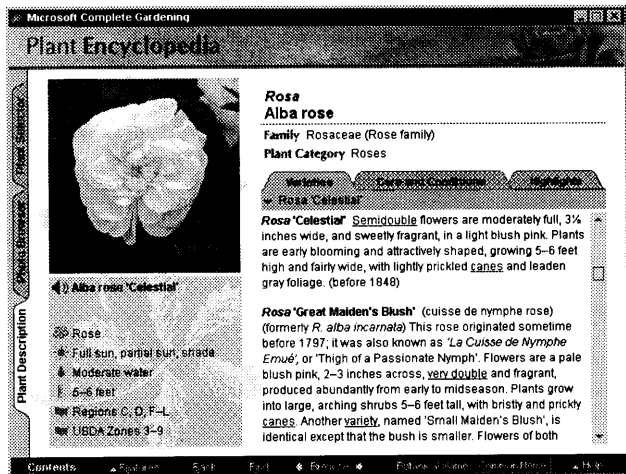 Microsoft Complete Gardening
Plant Encyclopedia
Plant Selector
Photo Browser
Plant Description
Rosa
Alba rose
Family Rosaceae (Rose family)
Plant Category Roses
Varieties Care and Conditions Highlights
Rosa 'Celestial'
Rosa 'Celestial' Semidouble flowers are moderately full, 3¼
inches wide, and sweetly fragrant, in a light blush pink. Plants
are early blooming and attractively shaped, growing 5–6 feet
high and fairly wide, with lightly prickled canes and leaden
gray foliage. (before 1848)
Rosa 'Great Maiden's Blush' (cuisse de nymphe rose)
(formerly R. alba incarnata) This rose originated sometime
before 1797; it was also known as 'La Cuisse de Nymphe
Emué', or 'Thigh of a Passionate Nymph'. Flowers are a pale
blush pink, 2–3 inches across, very double and fragrant,
produced abundantly from early to midseason. Plants grow
into large, arching shrubs 5–6 feet tall, with bristly and prickly
canes. Another variety, named 'Small Maiden's Blush', is
identical except that the bush is smaller. Flowers of both
Alba rose 'Celestial'
Rose
Full sun, partial sun, shade
Moderate water
5–6 feet
Regions C, D, F–L
USDA Zones 3–9
Contents Features Back Find Browse Common Name Help